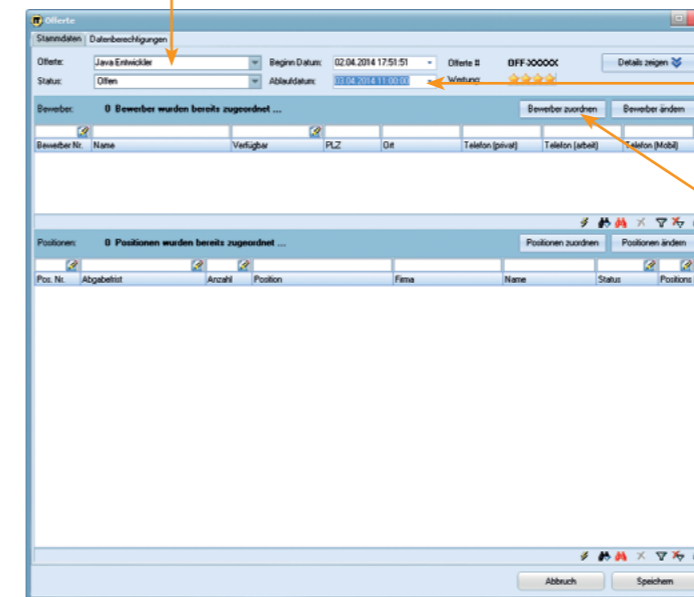 Offerte
Stammdaten Datenberechtigungen
Offerte: Java Entwickler Beginn Datum: 02.04.2014 17:51:51 Offerte # OFF-XXXXX Details zeigen
Status: Offen Ablaufdatum: 03.04.2014 11:00:00 Wertung:
Bewerber: 0 Bewerber wurden bereits zugeordnet ... Bewerber zuordnen Bewerber ändern
Bewerber Nr. Name Verfügbar PLZ Ort Telefon (privat) Telefon (arbeit) Telefon (Mobil)
Positionen: 0 Positionen wurden bereits zugeordnet ... Positionen zuordnen Positionen ändern
Pos. Nr. Abgabefrist Anzahl Position Firma Name Status Positions
Abbruch Speichern